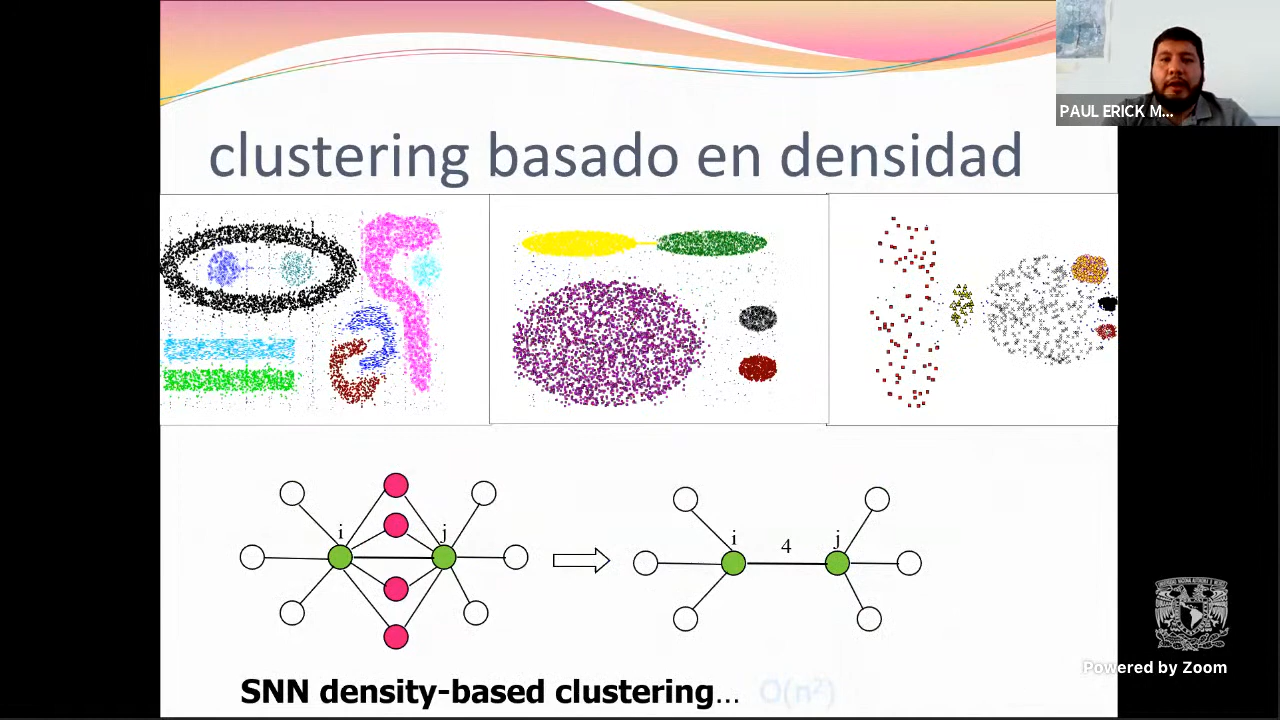 PAUL ERICK M...
clustering basado en densidad
i
j
i
4
j
SNN density-based clustering... O(n²)
Powered by Zoom